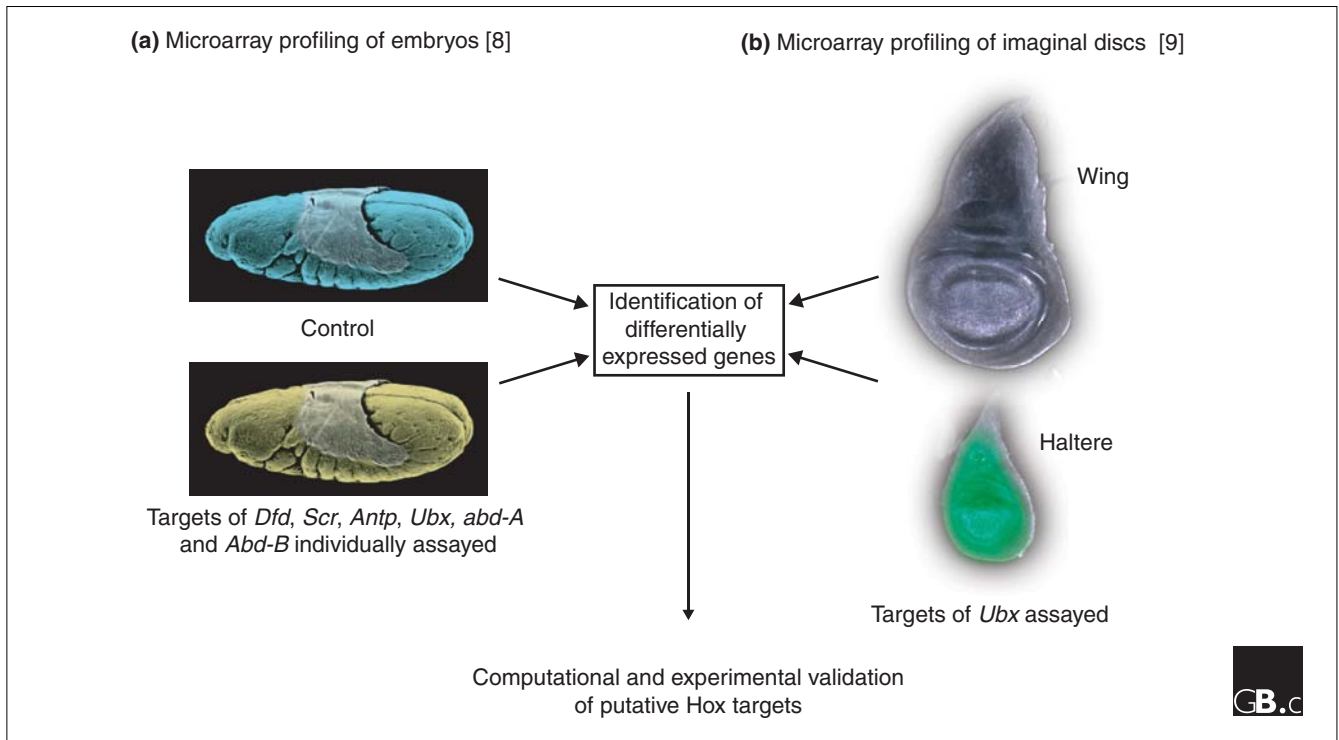 (a) Microarray profiling of embryos [8]
Control
Targets of Dfd, Scr, Antp, Ubx, abd-A
and Abd-B individually assayed
Identification of
differentially
expressed genes
(b) Microarray profiling of imaginal discs [9]
Wing
Haltere
Targets of Ubx assayed
Computational and experimental validation
of putative Hox targets
GB.c